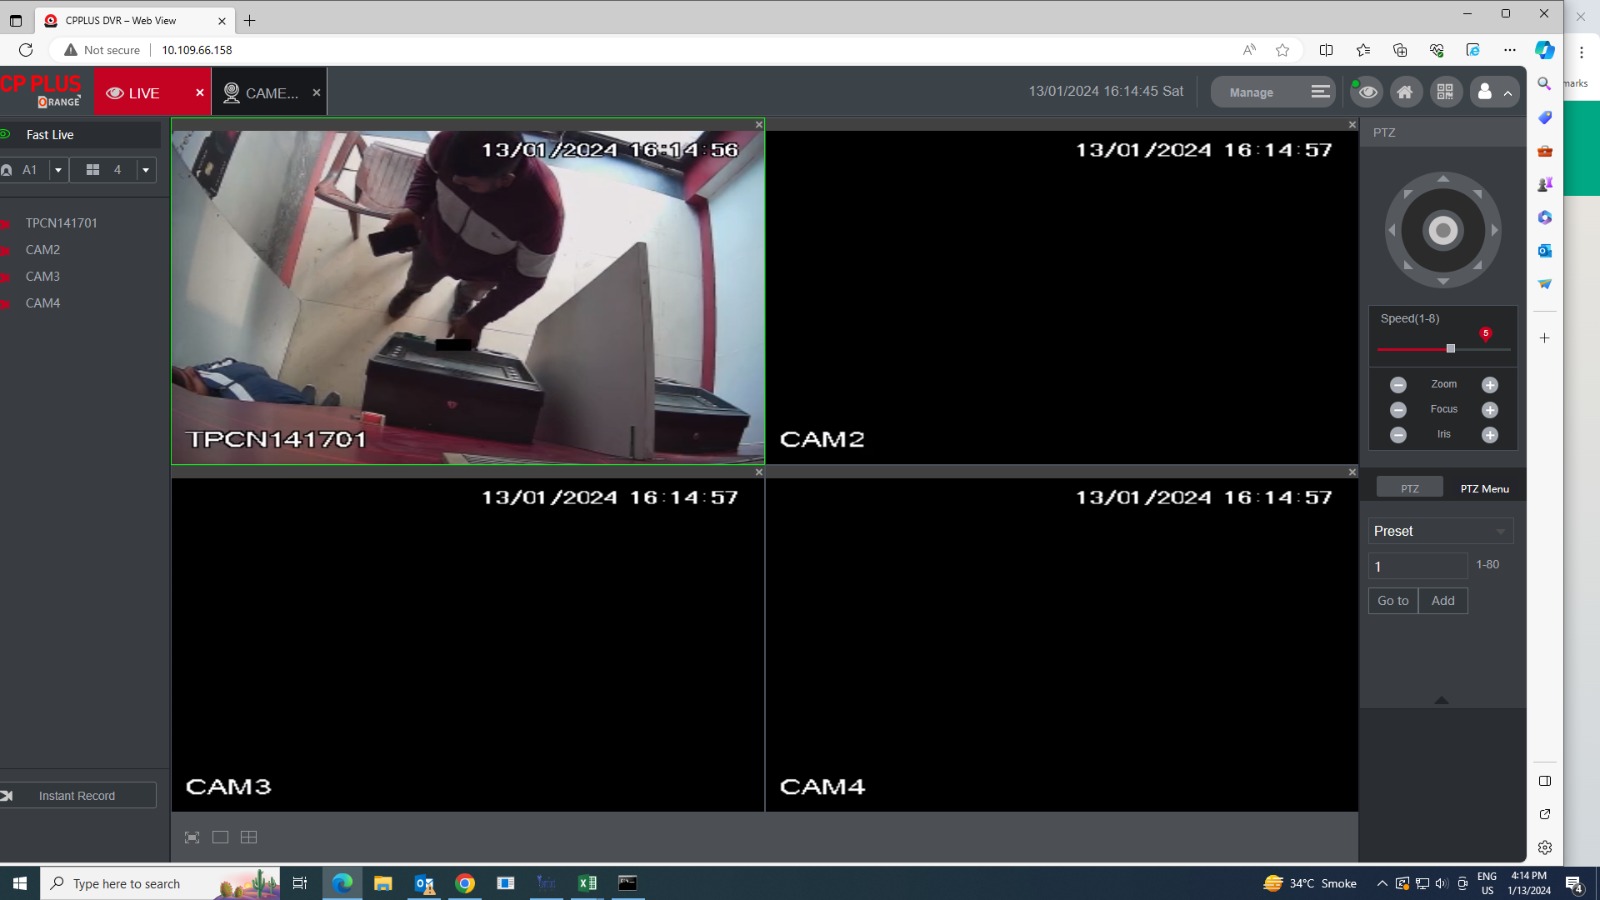 CPPLUS DVR – Web View
Not secure
10.109.66.158
CP PLUS
ORANGE
LIVE
CAME...
13/01/2024 16:14:45 Sat
Manage
Fast Live
A1
4
TPCN141701
CAM2
CAM3
CAM4
13/01/2024 16:14:56
TPCN141701
13/01/2024 16:14:57
CAM2
13/01/2024 16:14:57
CAM3
13/01/2024 16:14:57
CAM4
PTZ
Speed(1-8)
5
Zoom
Focus
Iris
PTZ
PTZ Menu
Preset
1
1-80
Go to
Add
Instant Record
marks
Type here to search
34°C Smoke
ENG
US
4:14 PM
1/13/2024
4